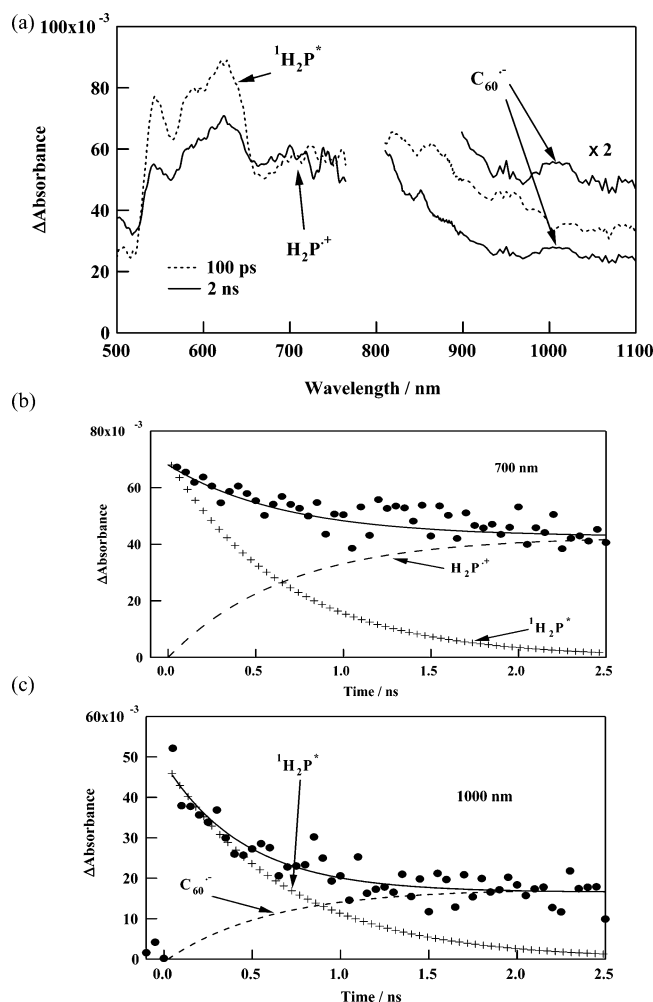 (a)
100x10⁻³
80
60
40
20
0
ΔAbsorbance
¹H₂P*
C₆₀·⁻
x 2
H₂P·⁺
100 ps
2 ns
500 600 700 800 900 1000 1100
Wavelength / nm
(b)
80x10⁻³
60
40
20
0
ΔAbsorbance
700 nm
H₂P·⁺
¹H₂P*
0.0 0.5 1.0 1.5 2.0 2.5
Time / ns
(c)
60x10⁻³
50
40
30
20
10
0
ΔAbsorbance
¹H₂P*
1000 nm
C₆₀·⁻
0.0 0.5 1.0 1.5 2.0 2.5
Time / ns